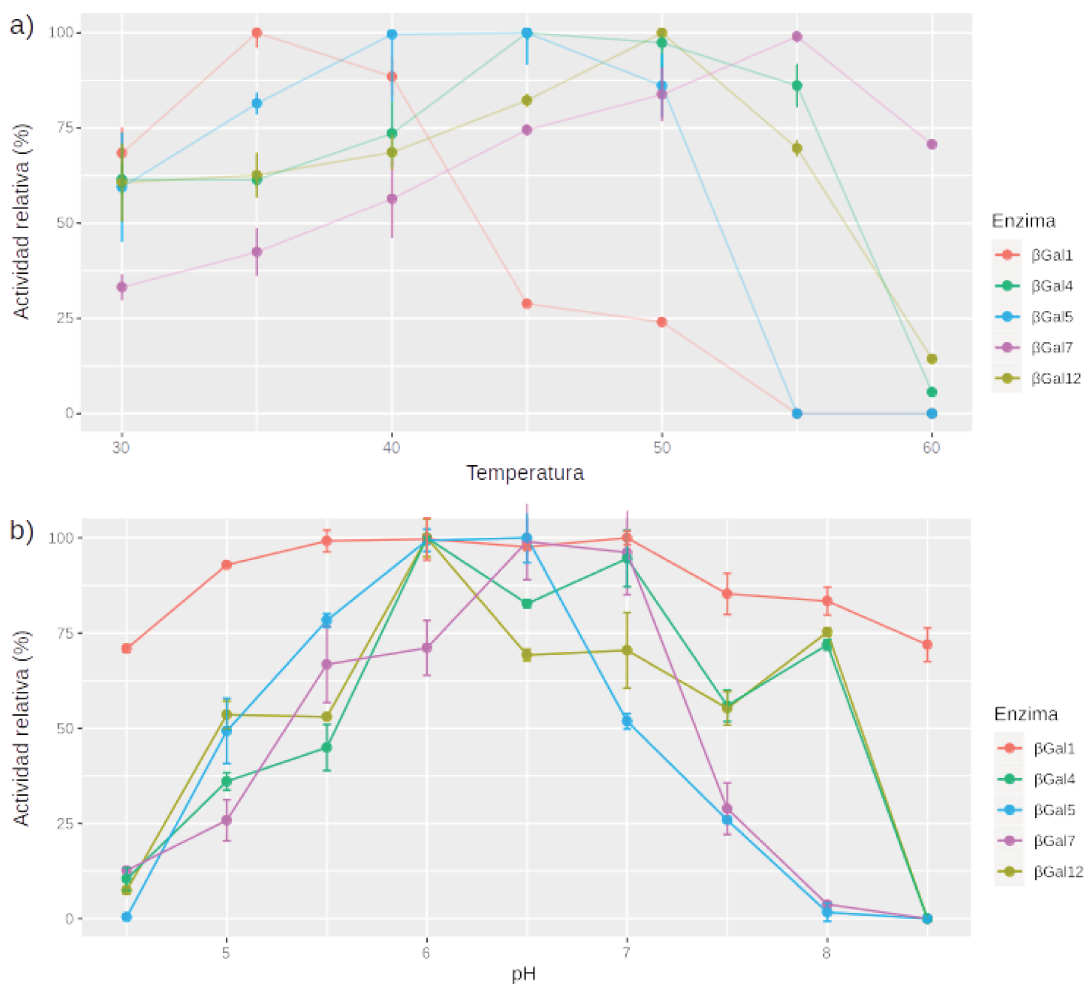 a)
Actividad relativa (%)
100
75
50
25
0
30
40
50
60
Temperatura
Enzima
βGal1
βGal4
βGal5
βGal7
βGal12
b)
Actividad relativa (%)
100
75
50
25
0
5
6
7
8
pH
Enzima
βGal1
βGal4
βGal5
βGal7
βGal12